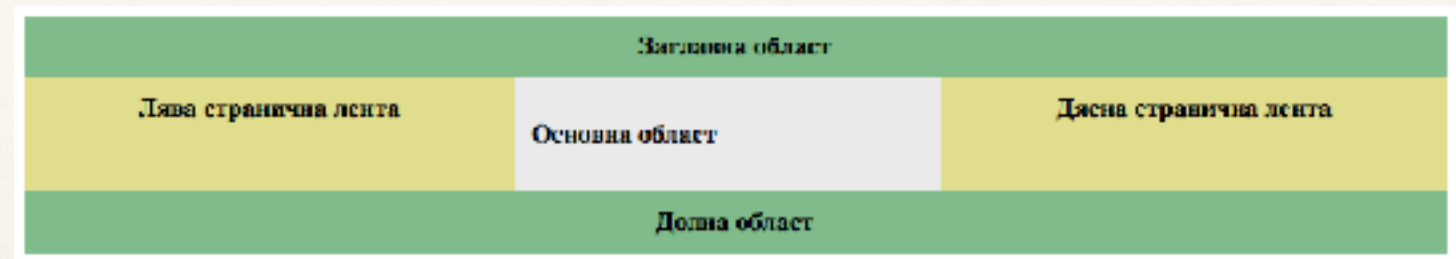 Заглавна област
Лява странична лента
Основна област
Дясна странична лента
Долна област